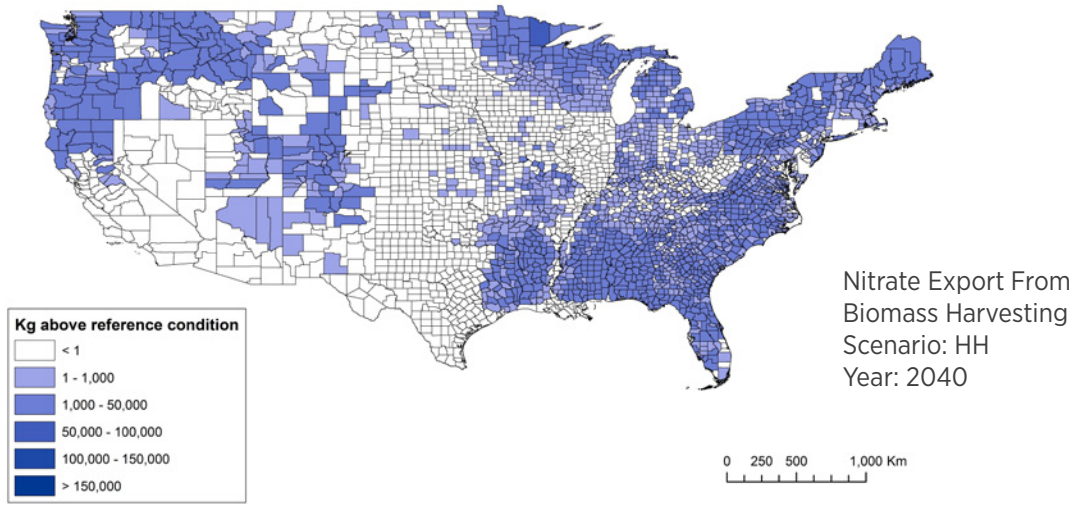 Nitrate Export From
Biomass Harvesting
Scenario: HH
Year: 2040
Kg above reference condition
< 1
1 - 1,000
1,000 - 50,000
50,000 - 100,000
100,000 - 150,000
> 150,000
0 250 500 1,000 Km